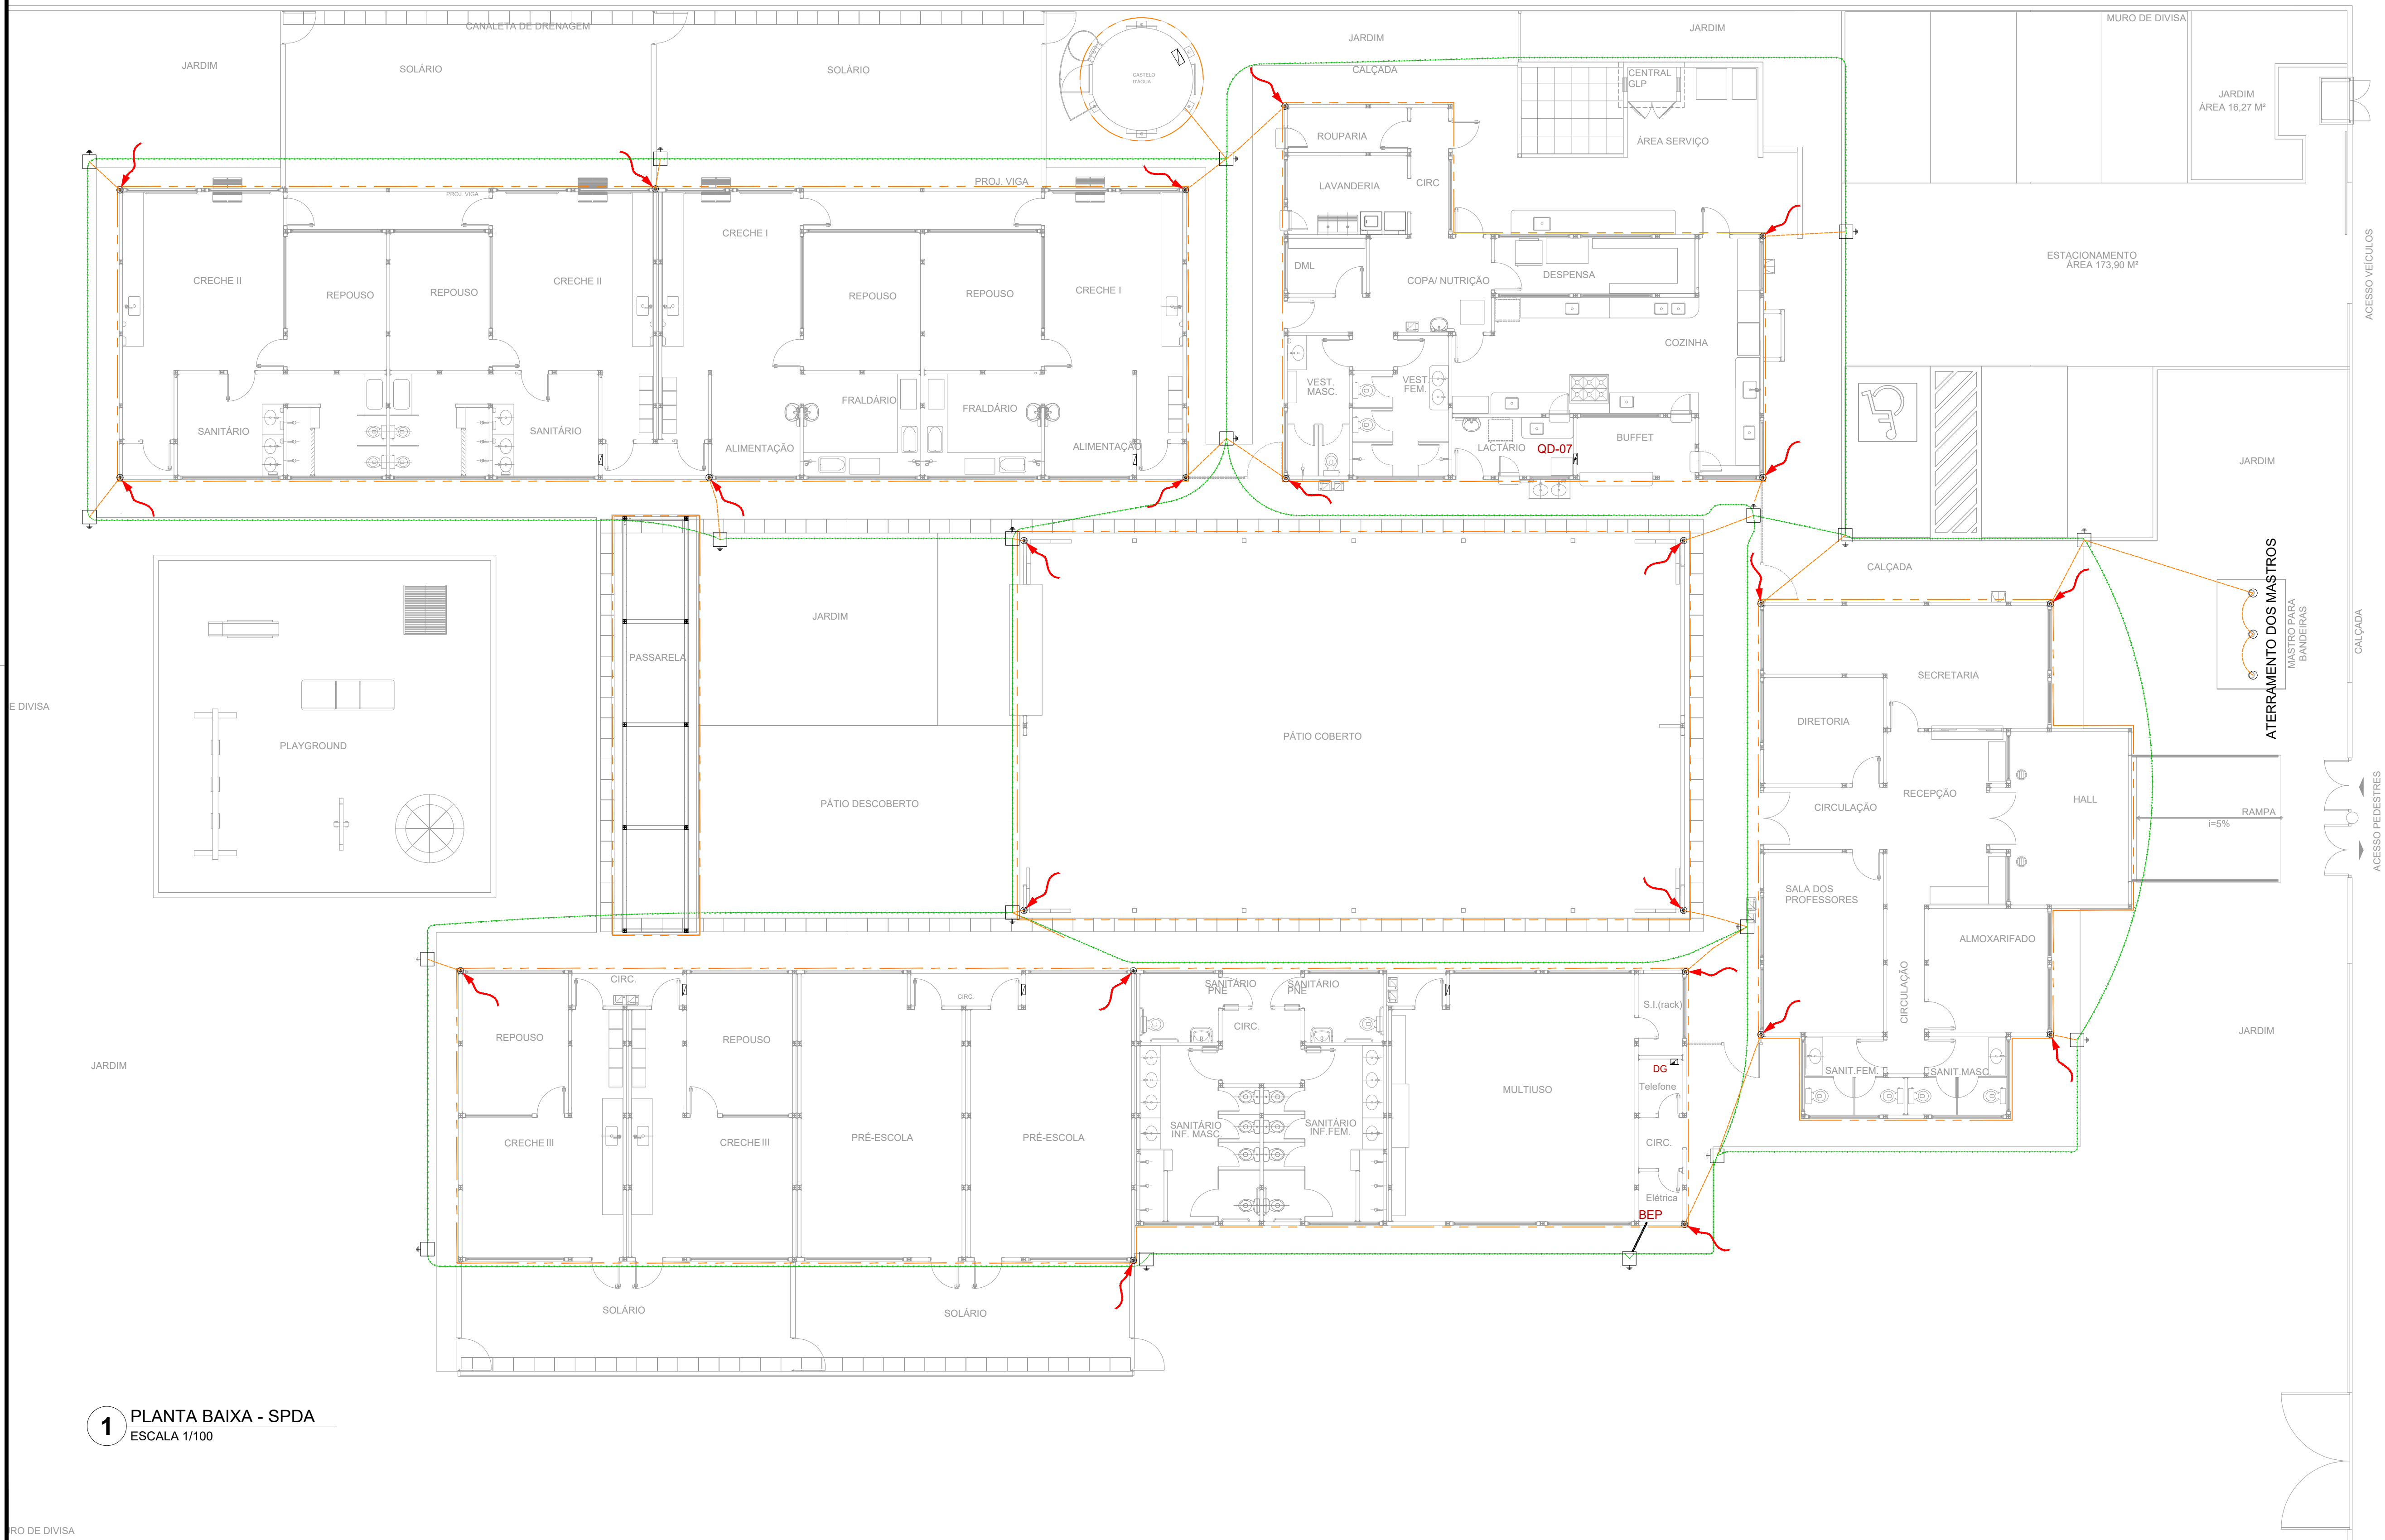 CANALETA DE DRENAGEM
MURO DE DIVISA
JARDIM
SOLÁRIO
SOLÁRIO
CASTELO
D'ÁGUA
JARDIM
CALÇADA
JARDIM
CENTRAL
GLP
ÁREA SERVIÇO
JARDIM
ÁREA 16,27 M²
ROUPARIA
LAVANDERIA
CIRC
PROJ. VIGA
PROJ. VIGA
CRECHE II
REPOUSO
REPOUSO
CRECHE II
CRECHE I
REPOUSO
REPOUSO
CRECHE I
DML
COPA/ NUTRIÇÃO
DESPENSA
COZINHA
ESTACIONAMENTO
ÁREA 173,90 M²
ACESSO VEÍCULOS
SANITÁRIO
SANITÁRIO
ALIMENTAÇÃO
FRALDÁRIO
FRALDÁRIO
ALIMENTAÇÃO
VEST.
MASC.
VEST.
FEM.
LACTÁRIO
QD-07
BUFFET
JARDIM
CALÇADA
PASSARELA
JARDIM
PLAYGROUND
PÁTIO DESCOBERTO
PÁTIO COBERTO
E DIVISA
SECRETARIA
DIRETORIA
CIRCULAÇÃO
RECEPÇÃO
HALL
RAMPA
i=5%
ATERRAMENTO DOS MASTROS
MASTRO PARA
BANDEIRAS
CALÇADA
ACESSO PEDESTRES
SALA DOS
PROFESSORES
CIRCULAÇÃO
ALMOXARIFADO
SANIT.FEM.
SANIT.MASC.
JARDIM
JARDIM
CIRC.
REPOUSO
REPOUSO
CRECHE III
CRECHE III
CIRC.
PRÉ-ESCOLA
PRÉ-ESCOLA
SANITÁRIO
PNE
SANITÁRIO
PNE
CIRC.
SANITÁRIO
INF. MASC.
SANITÁRIO
INF.FEM.
MULTIUSO
S.I.(rack)
DG
Telefone
CIRC.
Elétrica
BEP
SOLÁRIO
SOLÁRIO
1
PLANTA BAIXA - SPDA
ESCALA 1/100
RO DE DIVISA